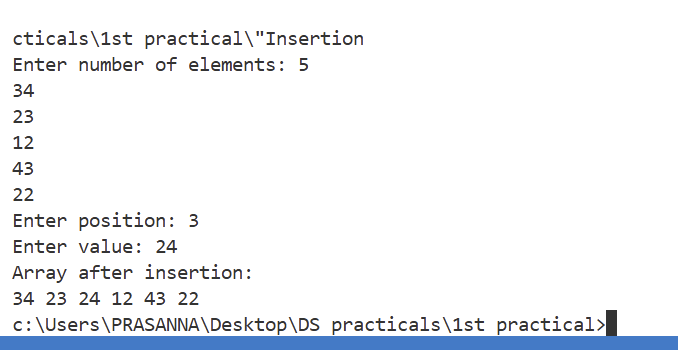 cticals\1st practical\"Insertion
Enter number of elements: 5
34
23
12
43
22
Enter position: 3
Enter value: 24
Array after insertion:
34 23 24 12 43 22
c:\Users\PRASANNA\Desktop\DS practicals\1st practical>